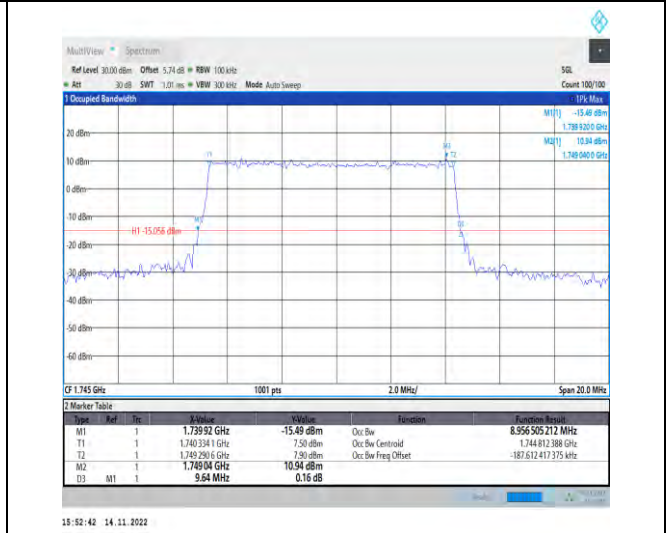 MultiView Spectrum
Ref Level 30.00 dBm Offset 5.74 dB RBW 100 kHz SGL
Att 30 dB SWT 1.01 ms VBW 300 kHz Mode Auto Sweep Count 100/100
1 Occupied Bandwidth 1Pk Max
M1[1] -15.49 dBm
1.739 920 0 GHz
M2[1] 10.94 dBm
1.749 040 0 GHz
20 dBm
10 dBm
0 dBm
-10 dBm
H1 -15.056 dBm
-20 dBm
-30 dBm
-40 dBm
-50 dBm
-60 dBm
T1
T2
CF 1.745 GHz 1001 pts 2.0 MHz/ Span 20.0 MHz
2 Marker Table
Type Ref Trc X-Value Y-Value Function Function Result
M1 1 1.73992 GHz -15.49 dBm Occ Bw 8.956 505 212 MHz
T1 1 1.740 334 1 GHz 7.50 dBm Occ Bw Centroid 1.744 812 388 GHz
T2 1 1.749 290 6 GHz 7.90 dBm Occ Bw Freq Offset -187.612 417 375 kHz
M2 1 1.74904 GHz 10.94 dBm
D3 M1 1 9.64 MHz 0.16 dB
15:52:42 14.11.2022